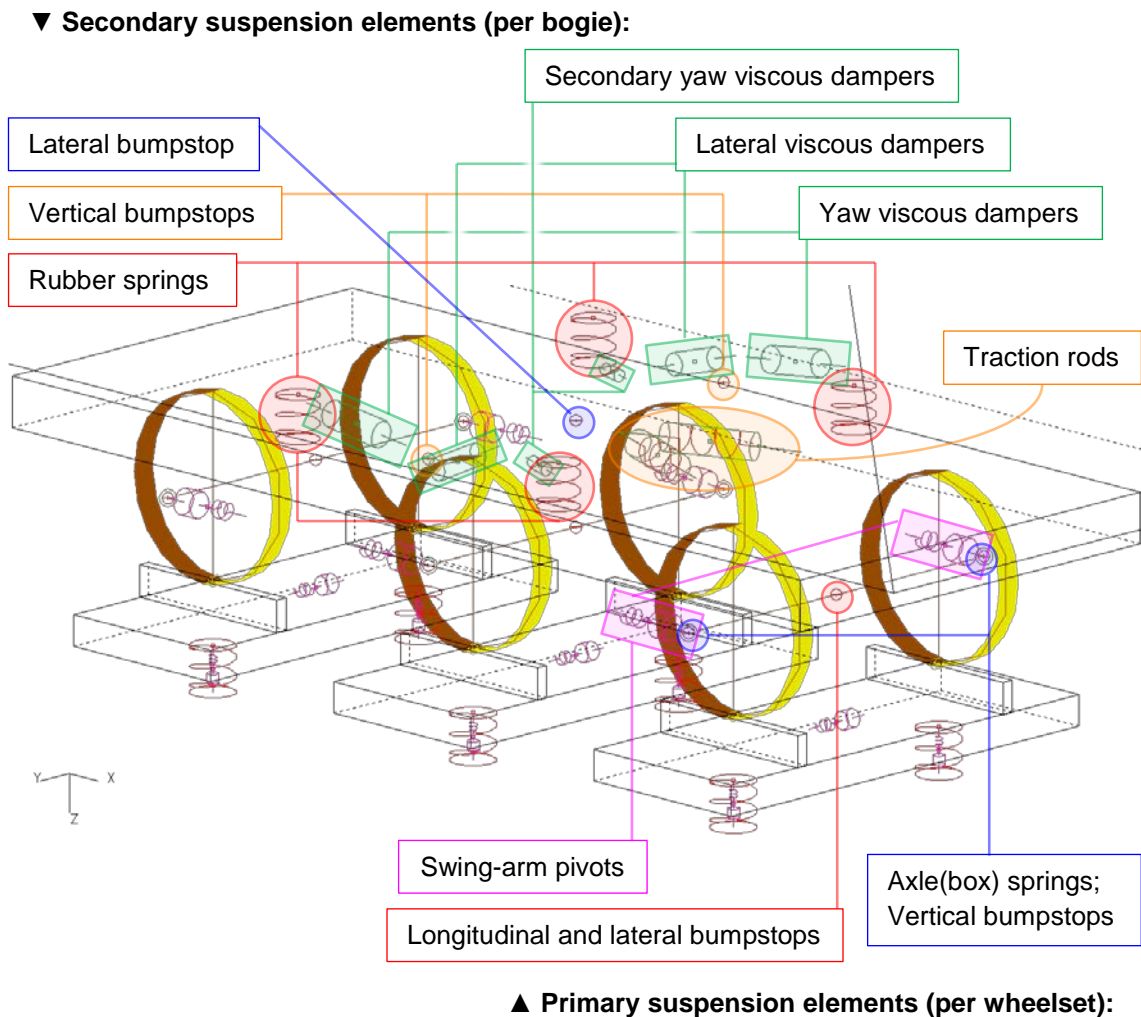 ▼ Secondary suspension elements (per bogie):
Secondary yaw viscous dampers
Lateral bumpstop
Lateral viscous dampers
Vertical bumpstops
Yaw viscous dampers
Rubber springs
Traction rods
Y
X
Z
Swing-arm pivots
Axle(box) springs;
Vertical bumpstops
Longitudinal and lateral bumpstops
▲ Primary suspension elements (per wheelset):